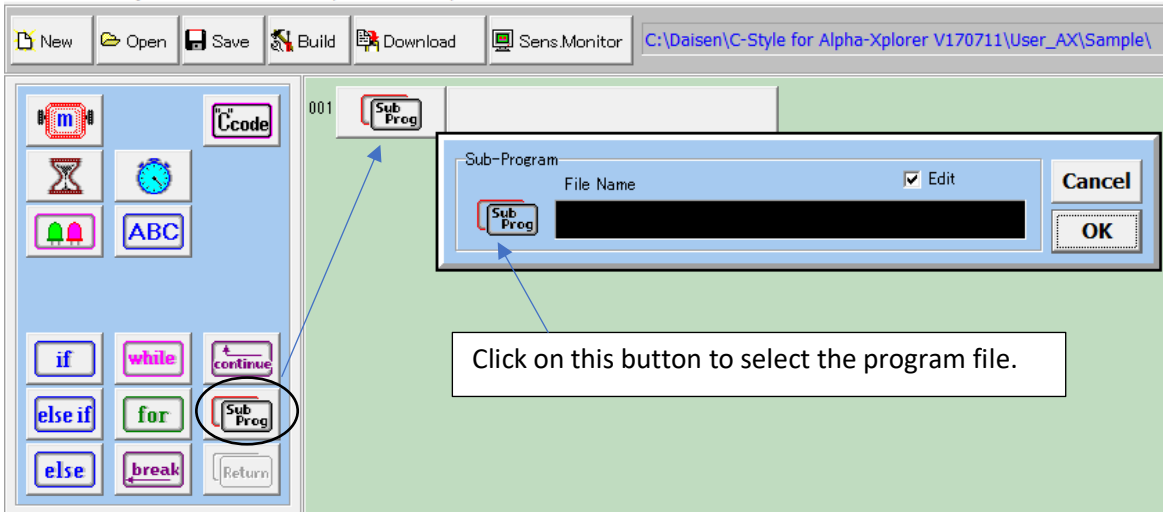 New Open Save Build Download Sens.Monitor C:\Daisen\C-Style for Alpha-Xplorer V170711\User_AX\Sample\
m "C"code
001 Sub Prog
Sub-Program
File Name Edit Cancel
ABC
Sub Prog OK
Click on this button to select the program file.
if while continue
else if for Sub Prog
else break Return